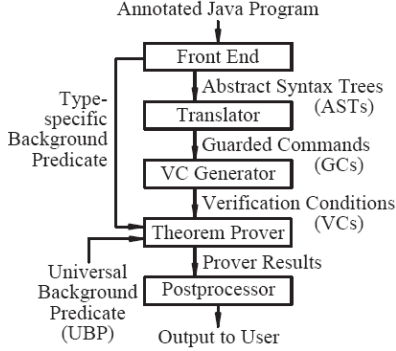 Annotated Java Program
Front End
Abstract Syntax Trees
(ASTs)
Type-
specific
Background
Predicate
Translator
Guarded Commands
(GCs)
VC Generator
Verification Conditions
(VCs)
Theorem Prover
Universal
Background
Predicate
(UBP)
Prover Results
Postprocessor
Output to User